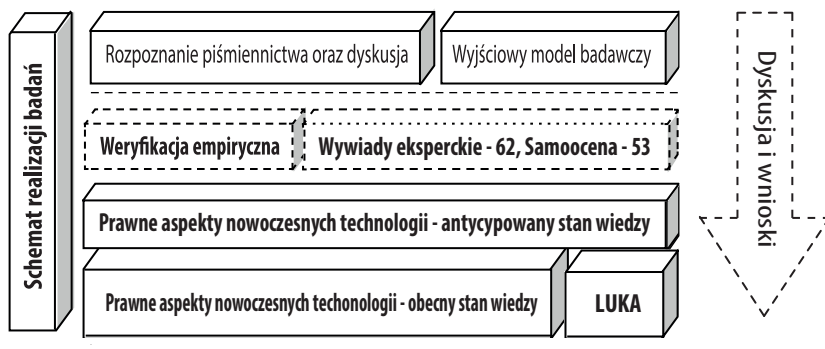 Schemat realizacji badań
Rozpoznanie piśmiennictwa oraz dyskusja
Wyjściowy model badawczy
Weryfikacja empiryczna
Wywiady eksperckie - 62, Samoocena - 53
Prawne aspekty nowoczesnych technologii - antycypowany stan wiedzy
Prawne aspekty nowoczesnych techonologii - obecny stan wiedzy
LUKA
Dyskusja i wnioski